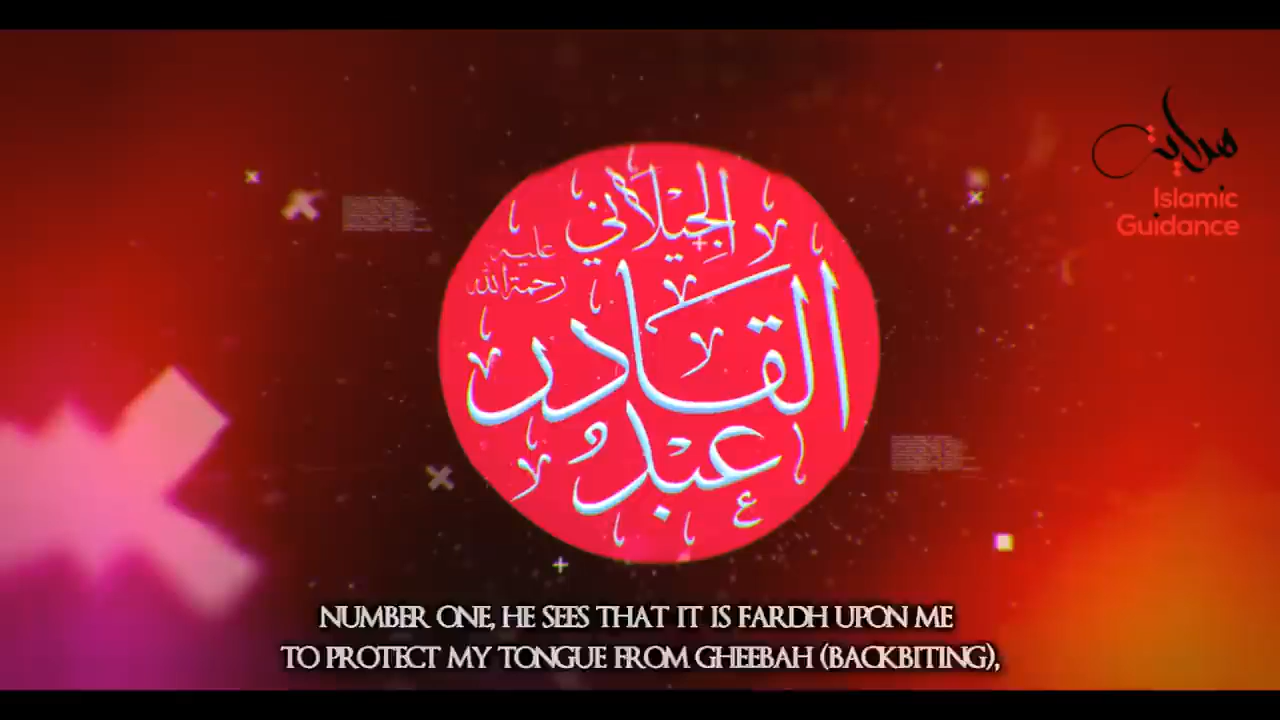 هداية
Islamic
Guidance
الجيلاني
عليه
رحمة الله
القادر
عبد
NUMBER ONE, HE SEES THAT IT IS FARDH UPON ME
TO PROTECT MY TONGUE FROM GHEEBAH (BACKBITING),